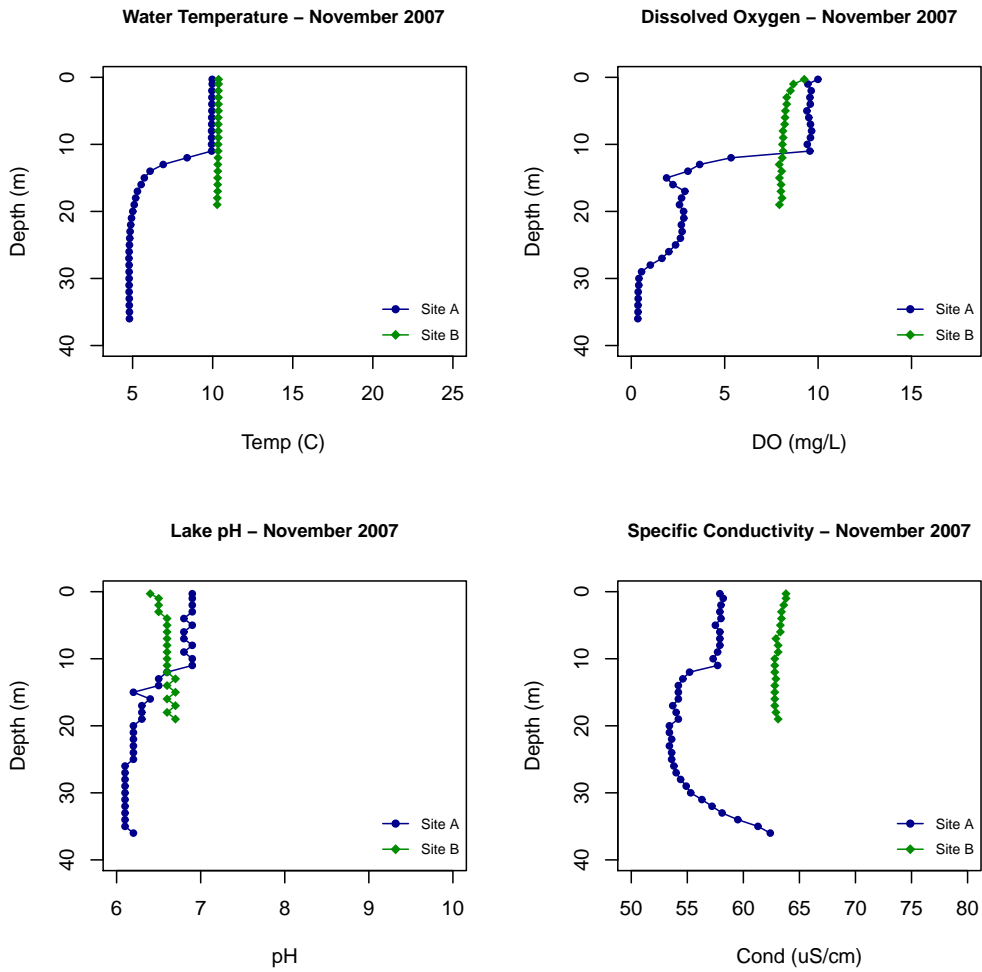 Water Temperature – November 2007
0
10
20
30
40
Depth (m)
Site A
Site B
5 10 15 20 25
Temp (C)
Dissolved Oxygen – November 2007
0
10
20
30
40
Depth (m)
Site A
Site B
0 5 10 15
DO (mg/L)
Lake pH – November 2007
0
10
20
30
40
Depth (m)
Site A
Site B
6 7 8 9 10
pH
Specific Conductivity – November 2007
0
10
20
30
40
Depth (m)
Site A
Site B
50 55 60 65 70 75 80
Cond (uS/cm)